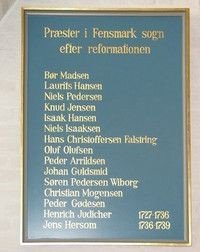 Præster i Fensmark sogn
efter reformationen
Bør Madsen
Laurits Hansen
Niels Pedersen
Knud Jensen
Isaak Hansen
Niels Isaaksen
Hans Christoffersen Falstring
Oluf Olufsen
Peder Arrildsen
Johan Guldsmid
Søren Pedersen Wiborg
Christian Mogensen
Peder Gødesen
Henrich Judicher 1727-1736
Jens Hersom 1736-1739